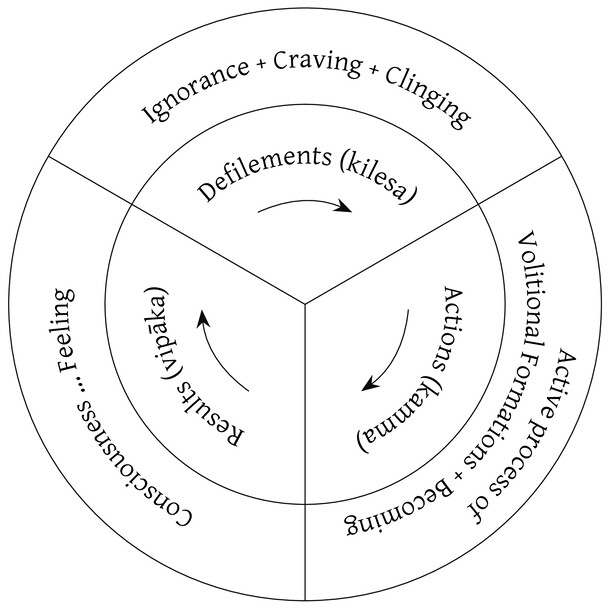 Ignorance + Craving + Clinging
Defilements (kilesa)
Actions (kamma)
Active process of
Volitional Formations + Becoming
Results (vipāka)
Consciousness ... Feeling